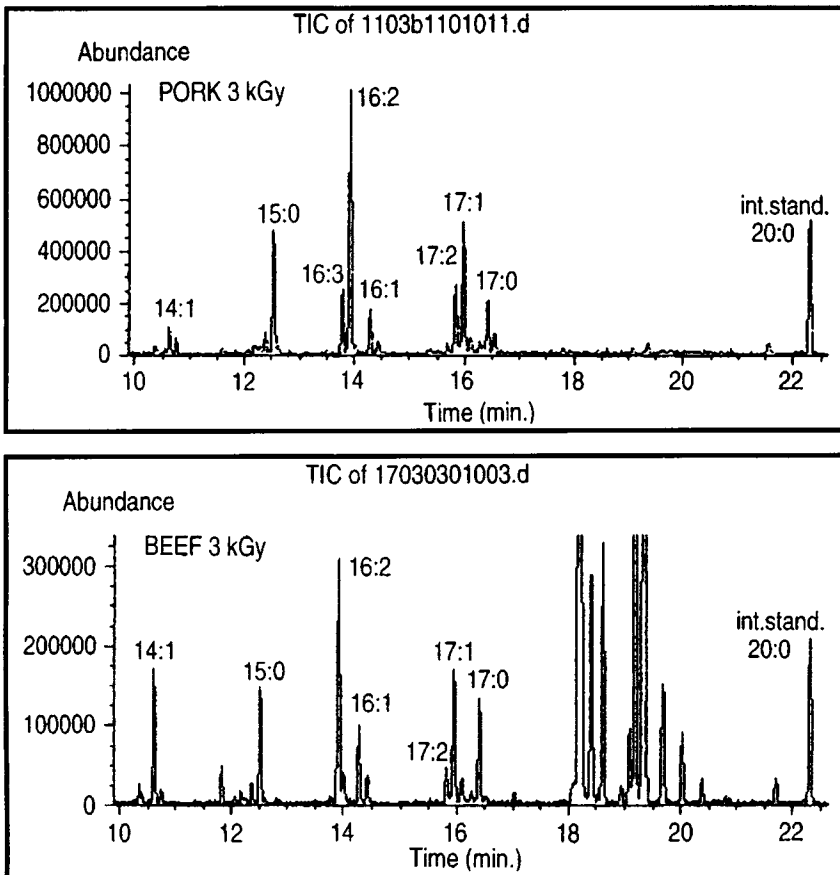 TIC of 1103b1101011.d
Abundance
PORK 3 kGy
1000000
800000
600000
400000
200000
0
14:1
15:0
16:3
16:2
16:1
17:2
17:1
17:0
int.stand.
20:0
10 12 14 16 18 20 22
Time (min.)
TIC of 17030301003.d
Abundance
BEEF 3 kGy
300000
200000
100000
0
14:1
15:0
16:2
16:1
17:2
17:1
17:0
int.stand.
20:0
10 12 14 16 18 20 22
Time (min.)